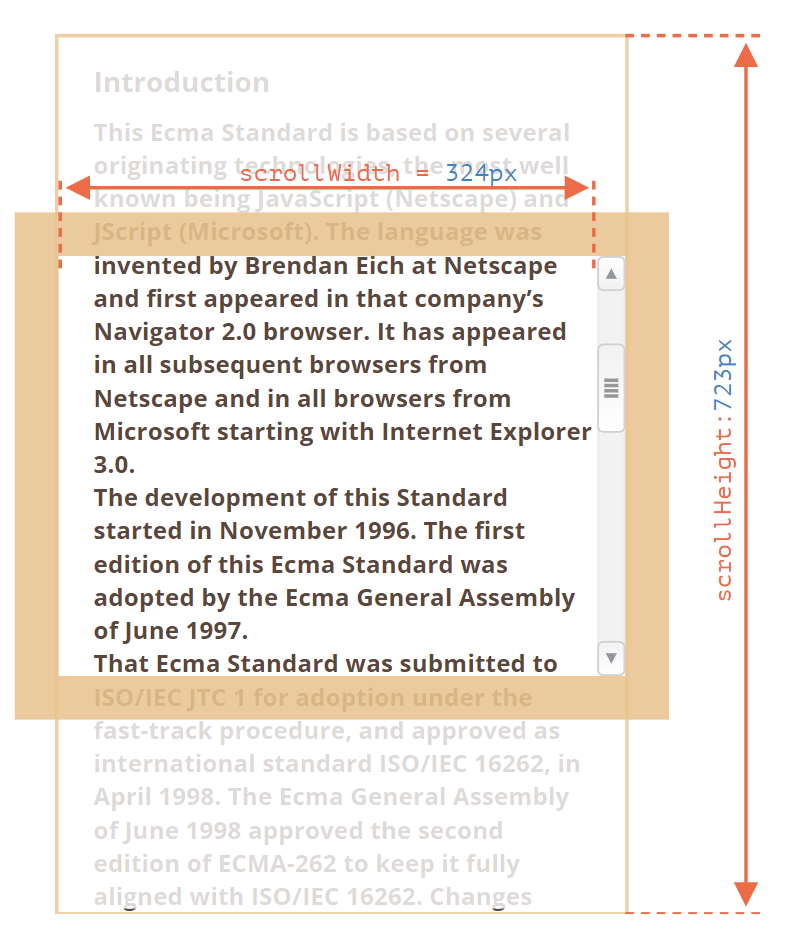 Introduction
This Ecma Standard is based on several
originating technologies, the most well
scrollWidth = 324px
known being JavaScript (Netscape) and
JScript (Microsoft). The language was
invented by Brendan Eich at Netscape
and first appeared in that company’s
Navigator 2.0 browser. It has appeared
in all subsequent browsers from
Netscape and in all browsers from
Microsoft starting with Internet Explorer
3.0.
The development of this Standard
started in November 1996. The first
edition of this Ecma Standard was
adopted by the Ecma General Assembly
of June 1997.
That Ecma Standard was submitted to
ISO/IEC JTC 1 for adoption under the
fast-track procedure, and approved as
international standard ISO/IEC 16262, in
April 1998. The Ecma General Assembly
of June 1998 approved the second
edition of ECMA-262 to keep it fully
aligned with ISO/IEC 16262. Changes
scrollHeight:723px